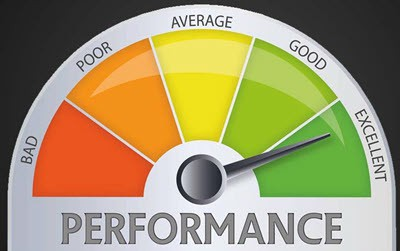 BAD
POOR
AVERAGE
GOOD
EXCELLENT
PERFORMANCE